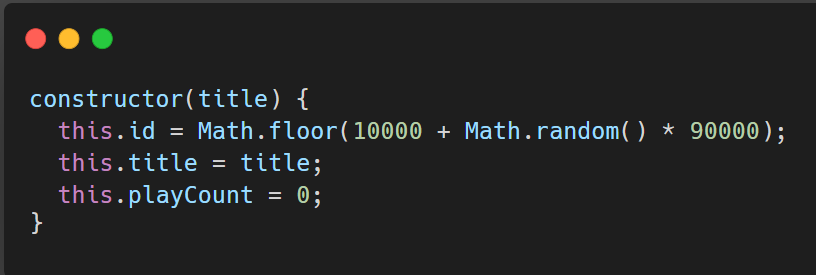 constructor(title) {
  this.id = Math.floor(10000 + Math.random() * 90000);
  this.title = title;
  this.playCount = 0;
}